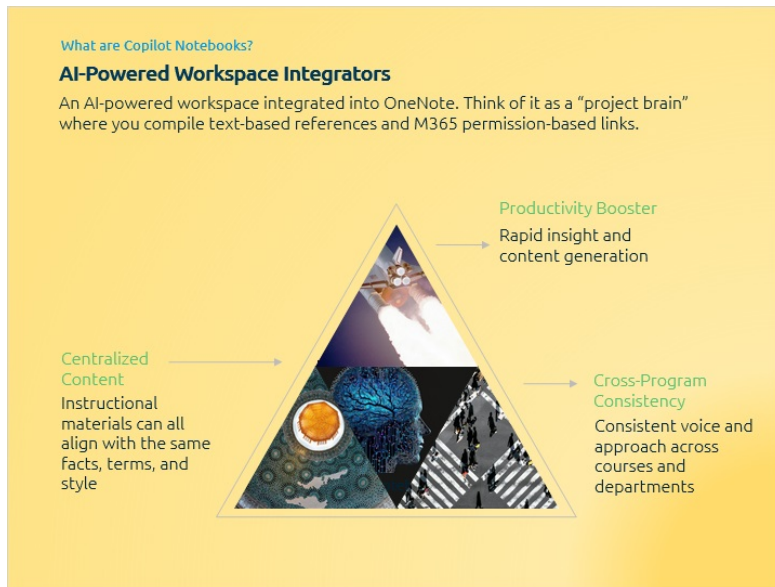 What are Copilot Notebooks?
AI-Powered Workspace Integrators
An AI-powered workspace integrated into OneNote. Think of it as a “project brain”
where you compile text-based references and M365 permission-based links.
Productivity Booster
Rapid insight and
content generation
Centralized
Content
Instructional
materials can all
align with the same
facts, terms, and
style
Cross-Program
Consistency
Consistent voice and
approach across
courses and
departments